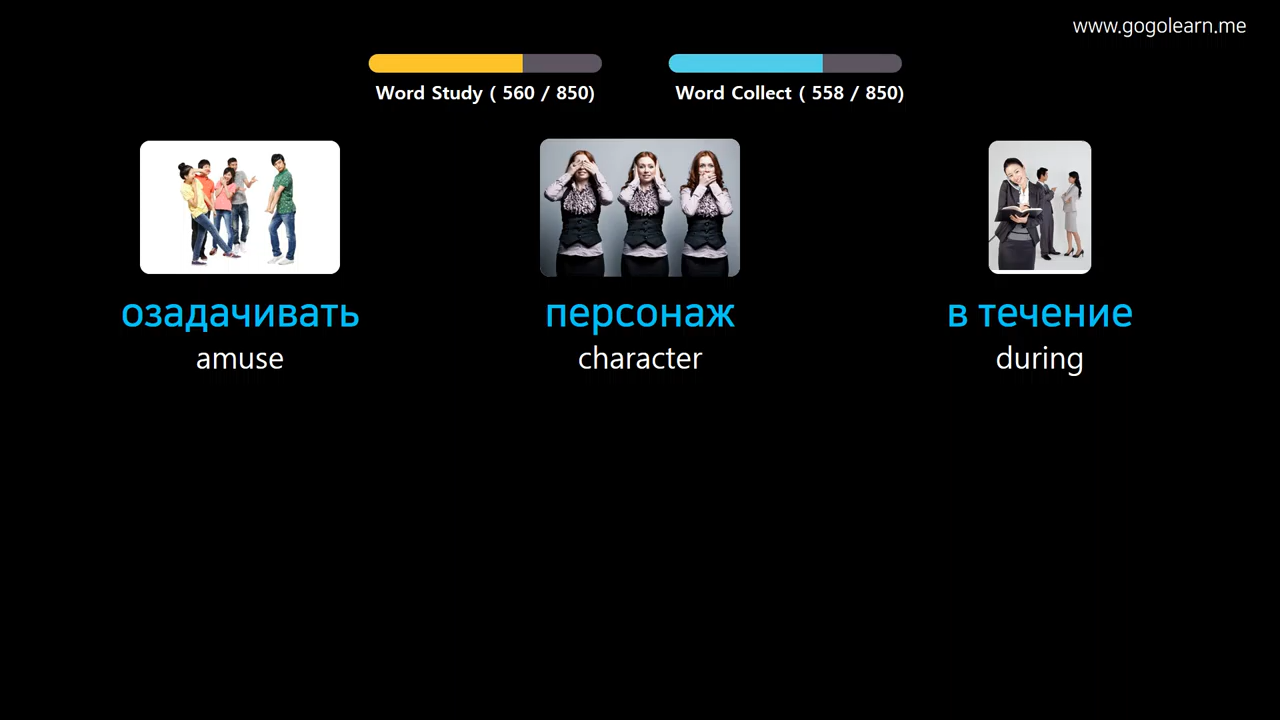 www.gogolearn.me
Word Study ( 560 / 850)
Word Collect ( 558 / 850)
озадачивать
персонаж
в течение
amuse
character
during